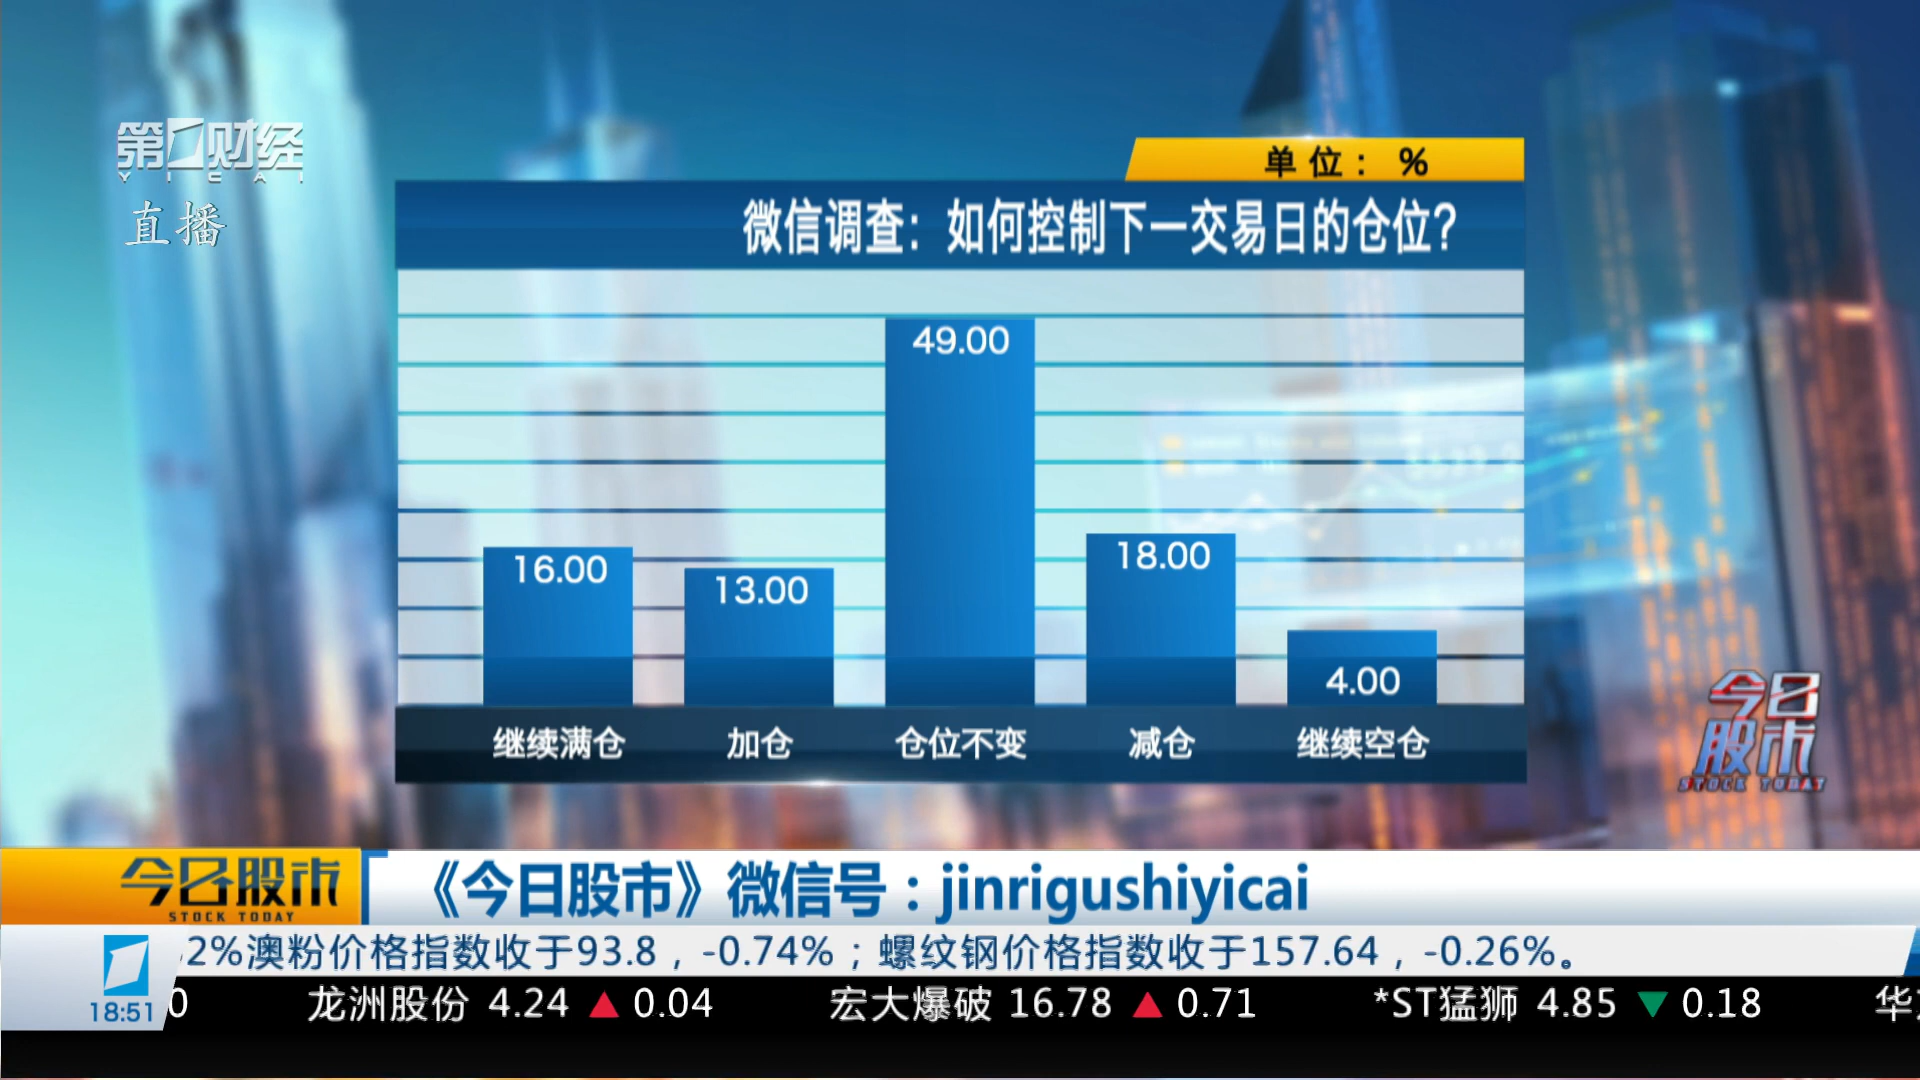 第1财经
YICAI
直播
单位：%
微信调查：如何控制下一交易日的仓位？
49.00
16.00
13.00
18.00
4.00
继续满仓 加仓 仓位不变 减仓 继续空仓
今日股市
STOCK TODAY
今日股市
STOCK TODAY
《今日股市》微信号：jinrigushiyicai
2%澳粉价格指数收于93.8，-0.74%；螺纹钢价格指数收于157.64，-0.26%。
18:51
0 龙洲股份 4.24 ▲ 0.04 宏大爆破 16.78 ▲ 0.71 *ST猛狮 4.85 ▼ 0.18 华